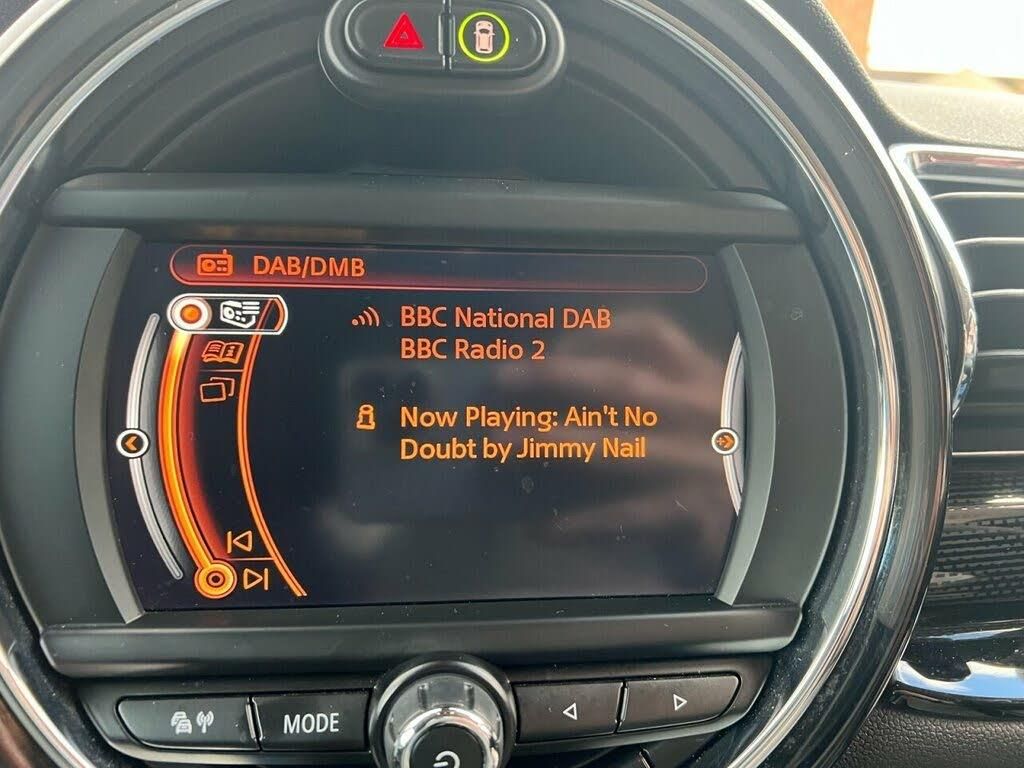 DAB/DMB
BBC National DAB
BBC Radio 2
Now Playing: Ain't No
Doubt by Jimmy Nail
MODE